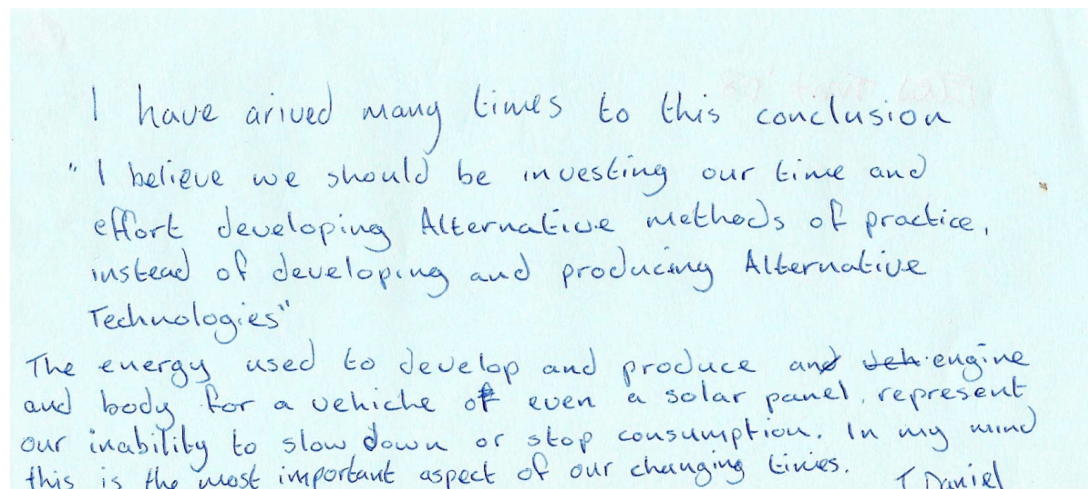 I have arived many times to this conclusion
"I believe we should be investing our time and
effort developing Alternative methods of practice,
instead of developing and producing Alternative
Technologies"
The energy used to develop and produce an engine
and body for a vehiche or even a solar panel, represent
our inability to slow down or stop consumption. In my mind
this is the most important aspect of our changing times.
J Daniel